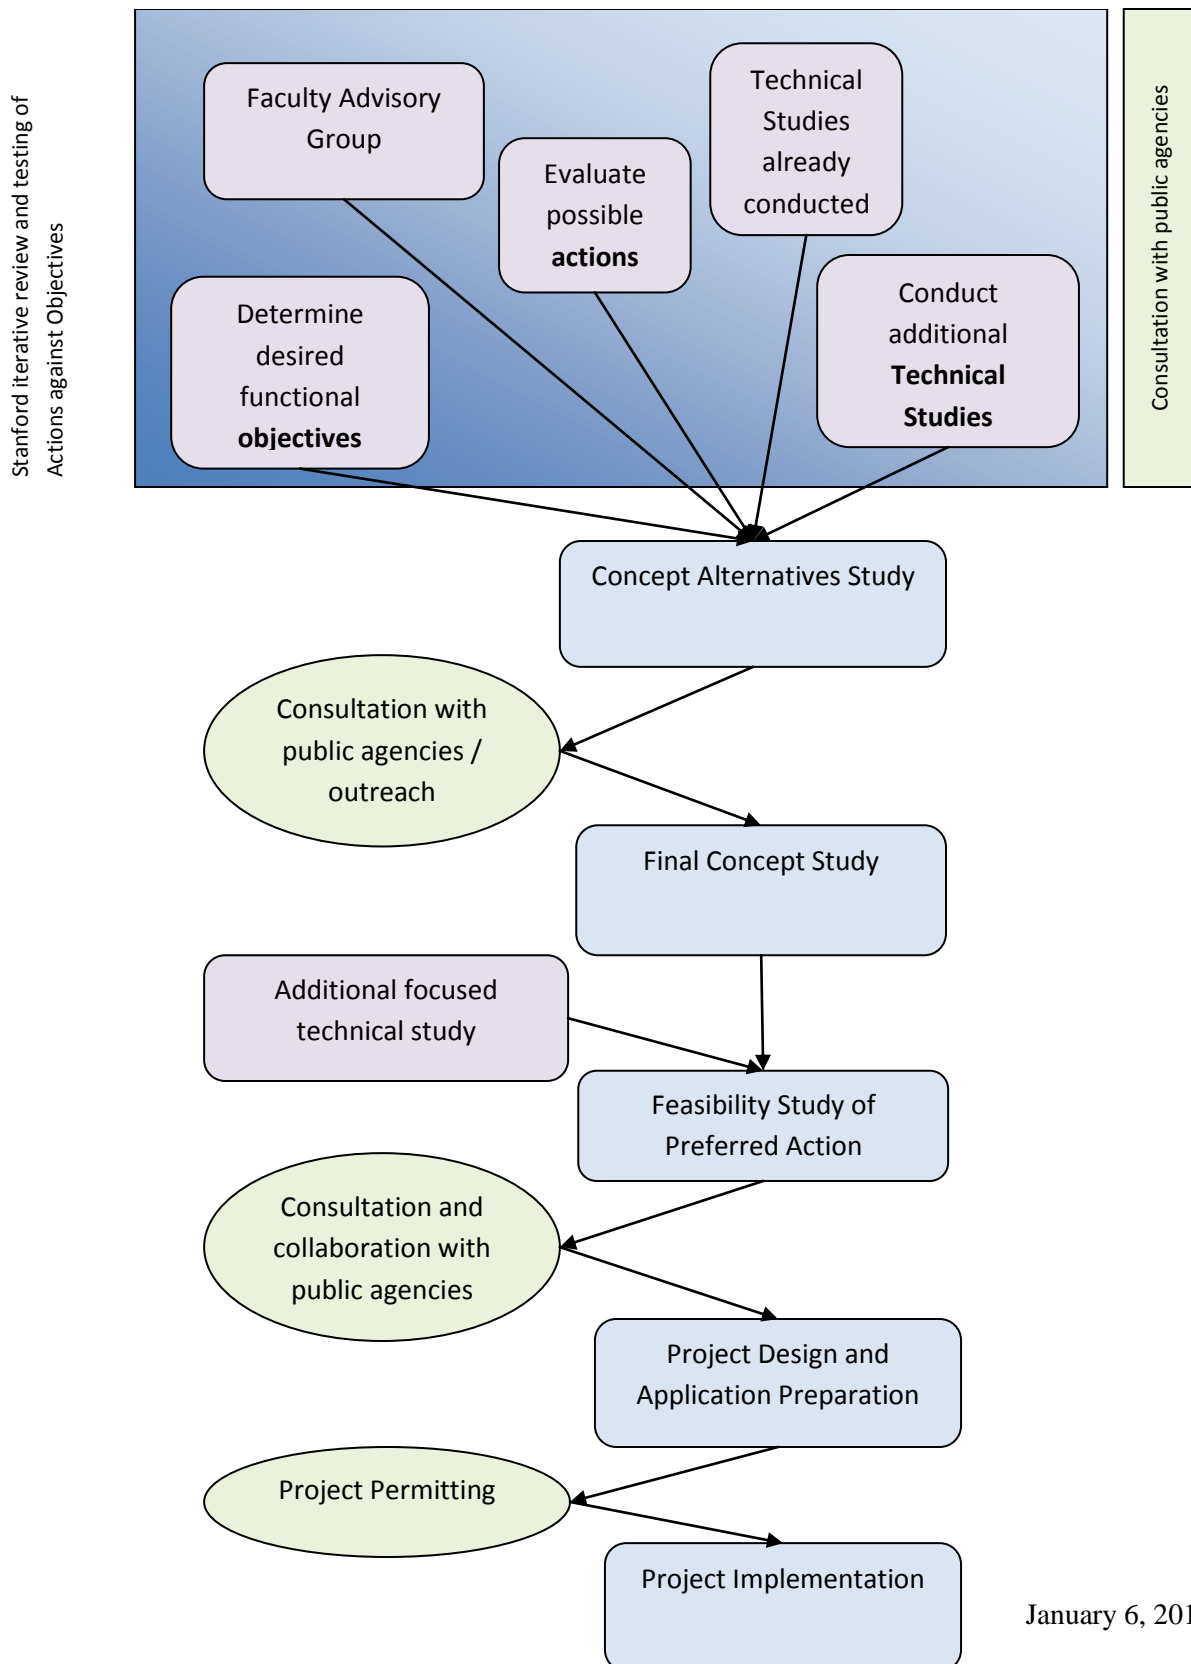 Stanford iterative review and testing of
Actions against Objectives
Faculty Advisory
Group
Evaluate
possible
actions
Technical
Studies
already
conducted
Determine
desired
functional
objectives
Conduct
additional
Technical
Studies
Consultation with public agencies
Concept Alternatives Study
Consultation with
public agencies /
outreach
Final Concept Study
Additional focused
technical study
Feasibility Study of
Preferred Action
Consultation and
collaboration with
public agencies
Project Design and
Application Preparation
Project Permitting
Project Implementation
January 6, 201